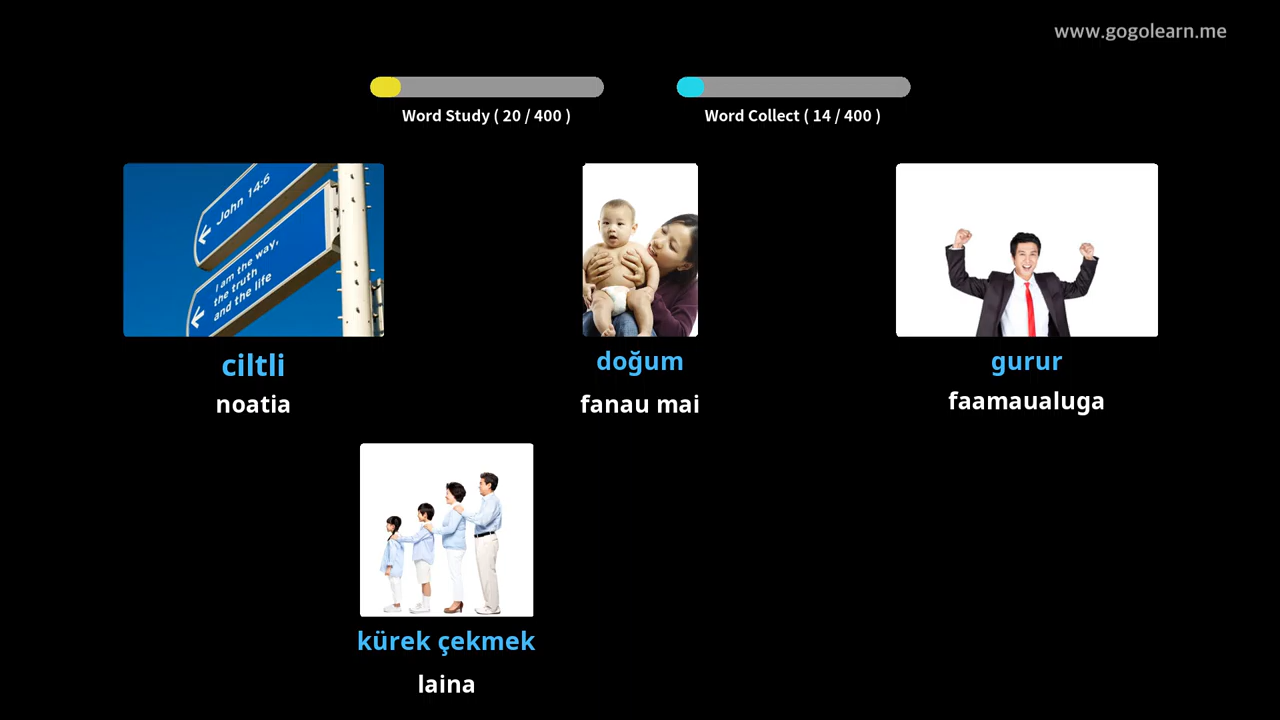 www.gogolearn.me
Word Study ( 20 / 400 )
Word Collect ( 14 / 400 )
John 14:6
I am the way,
the truth
and the life
ciltli
noatia
doğum
fanau mai
gurur
faamaualuga
kürek çekmek
laina